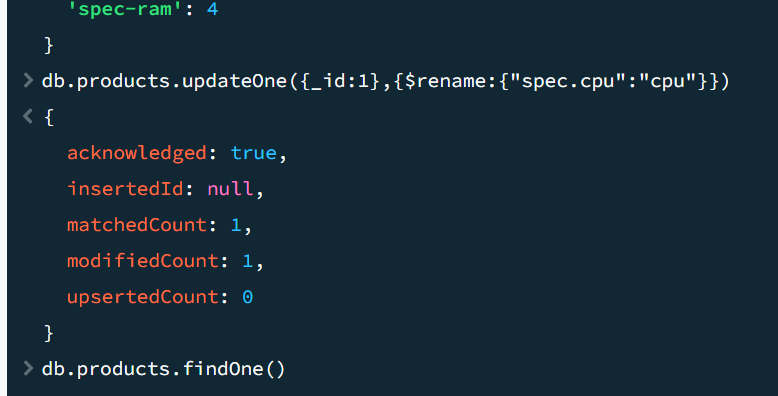 'spec-ram': 4
}
> db.products.updateOne({_id:1},{$rename:{"spec.cpu":"cpu"}})
< {
acknowledged: true,
insertedId: null,
matchedCount: 1,
modifiedCount: 1,
upsertedCount: 0
}
> db.products.findOne()